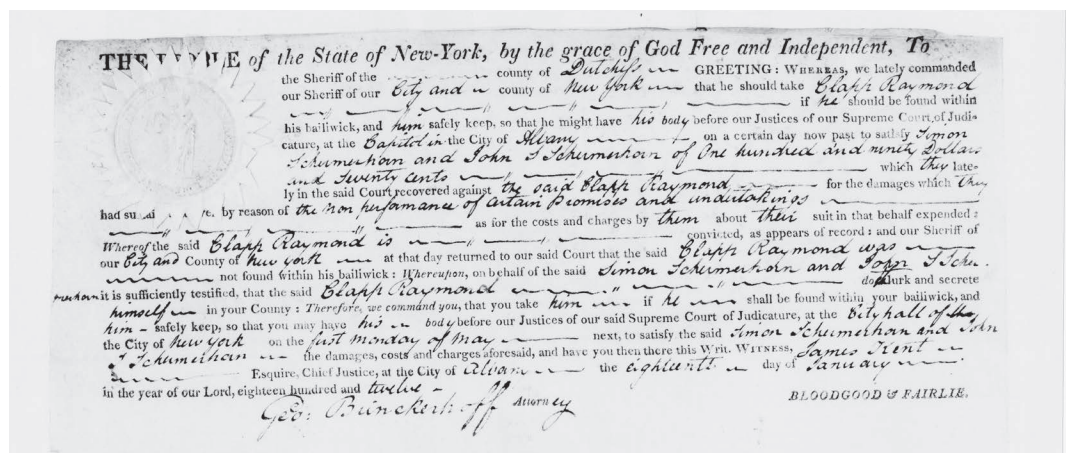 THE PEOPLE of the State of New-York, by the grace of God Free and Independent, To
the Sheriff of the county of Dutchess GREETING: WHEREAS, we lately commanded
our Sheriff of our City and county of New York that he should take Clapp Raymond
if he should be found within
his bailiwick, and him safely keep, so that he might have his body before our Justices of our Supreme Court of Judi-
cature, at the Capitol in the City of Albany on a certain day now past to satisfy Simon
Schermerhorn and John S Schermerhorn of One hundred and ninety Dollars
and Seventy cents which they late-
ly in the said Court recovered against the said Clapp Raymond for the damages which they
had by reason of the non performance of certain promises and undertakings
as for the costs and charges by them about their suit in that behalf expended:
Whereof the said Clapp Raymond is convicted, as appears of record: and our Sheriff of
our City and County of New York at that day returned to our said Court that the said Clapp Raymond was
not found within his bailiwick: Whereupon, on behalf of the said Simon Schermerhorn and John S Scher-
merhorn it is sufficiently testified, that the said Clapp Raymond doth lurk and secrete
himself in your County: Therefore, we command you, that you take him if he shall be found within your bailiwick, and
him safely keep, so that you may have his body before our Justices of our said Supreme Court of Judicature, at the City hall of the
the City of New York on the first Monday of May next, to satisfy the said Simon Schermerhorn and John
S Schermerhorn the damages, costs and charges aforesaid, and have you then there this Writ. WITNESS, James Kent
Esquire, Chief Justice, at the City of Albany the eighteenth day of January
in the year of our Lord, eighteen hundred and twelve
Geo: Brinckerhoff Attorney
BLOODGOOD & FAIRLIE.